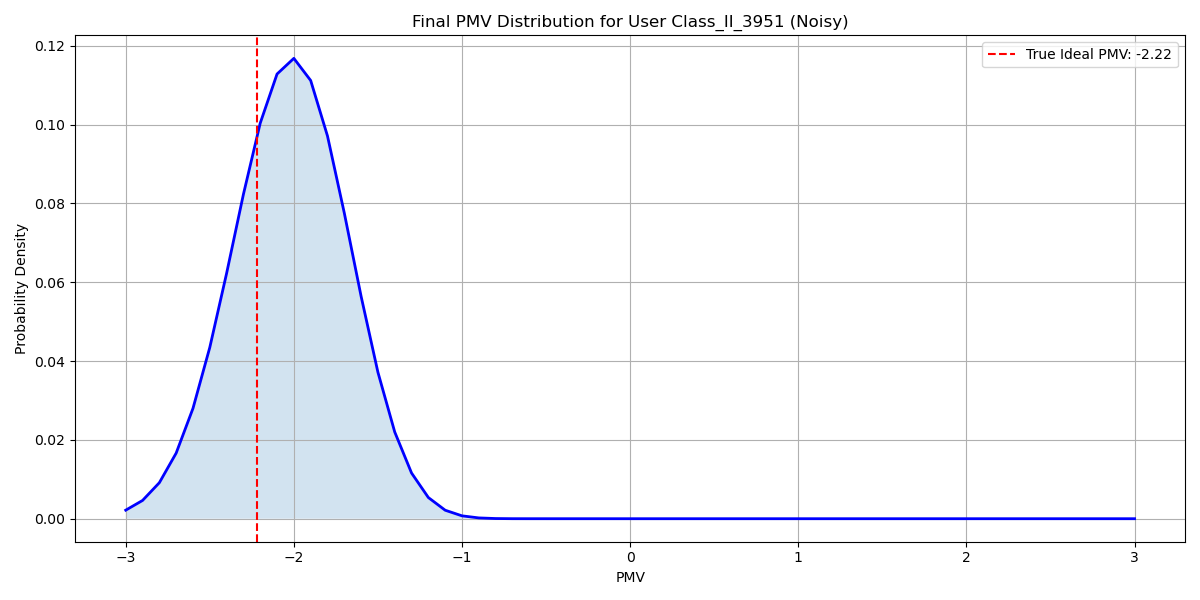 Final PMV Distribution for User Class_II_3951 (Noisy)
True Ideal PMV: -2.22
Probability Density
0.12
0.10
0.08
0.06
0.04
0.02
0.00
−3 −2 −1 0 1 2 3
PMV